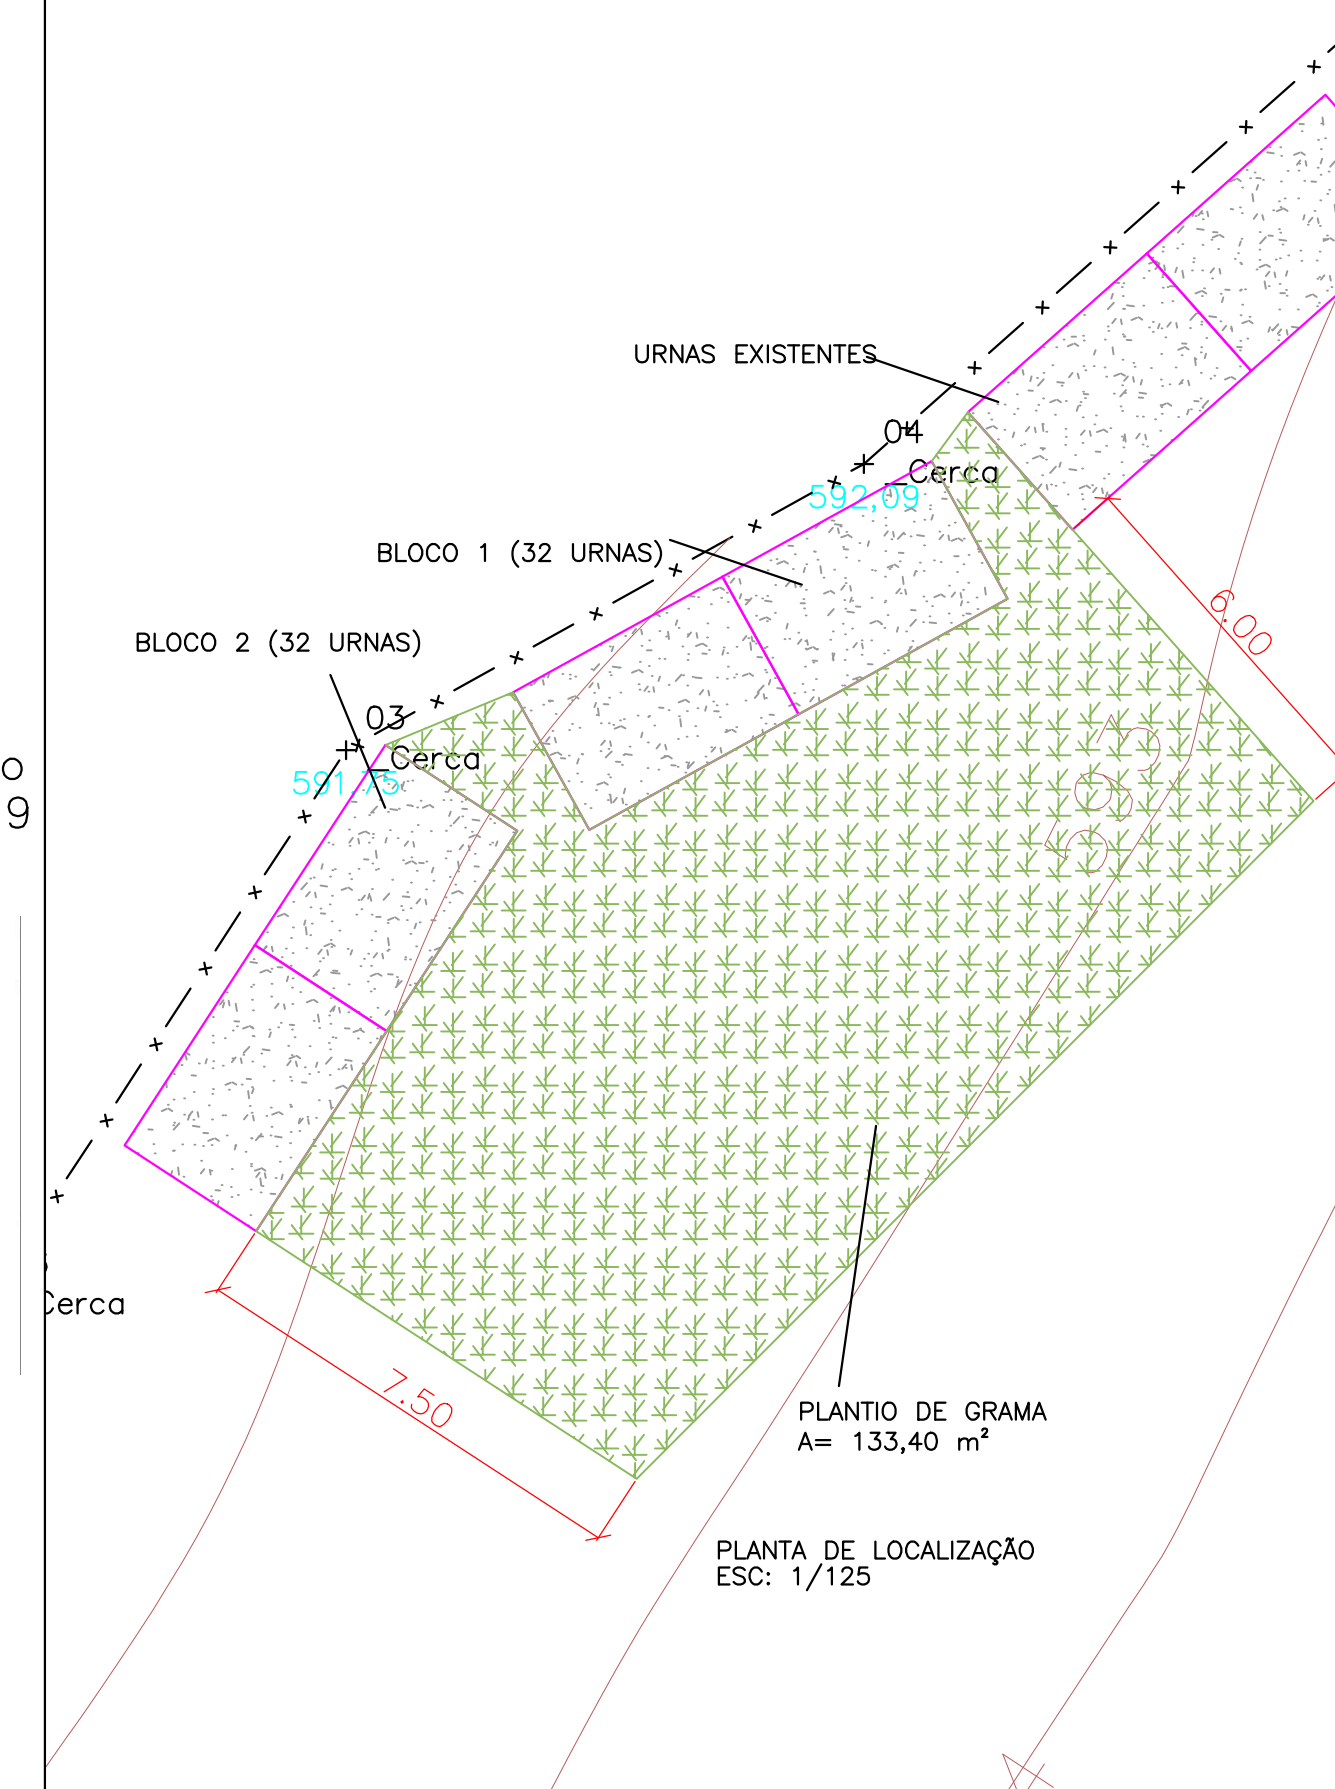 URNAS EXISTENTES
04
Cerca
592,09
BLOCO 1 (32 URNAS)
6.00
BLOCO 2 (32 URNAS)
03
Cerca
591,75
593
O
9
Cerca
7.50
PLANTIO DE GRAMA
A= 133,40 m²
PLANTA DE LOCALIZAÇÃO
ESC: 1/125